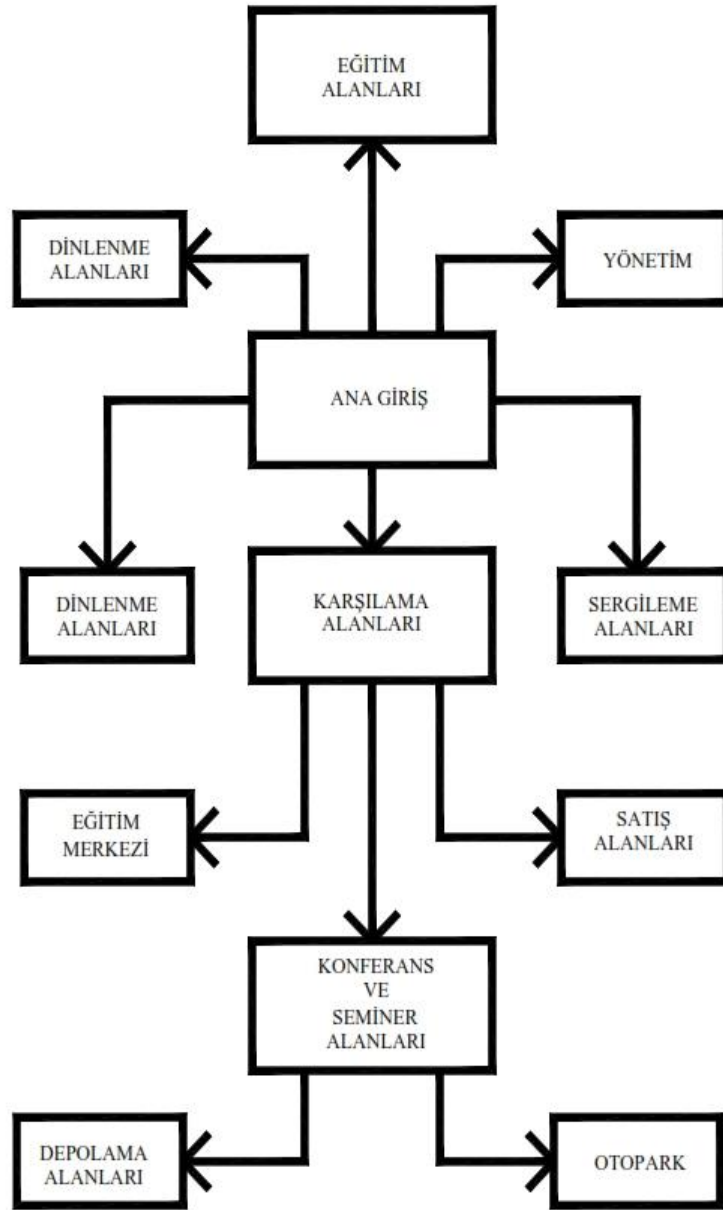 EĞİTİM
ALANLARI
DİNLENME
ALANLARI
YÖNETİM
ANA GİRİŞ
DİNLENME
ALANLARI
KARŞILAMA
ALANLARI
SERGİLEME
ALANLARI
EĞİTİM
MERKEZİ
SATIŞ
ALANLARI
KONFERANS
VE
SEMİNER
ALANLARI
DEPOLAMA
ALANLARI
OTOPARK